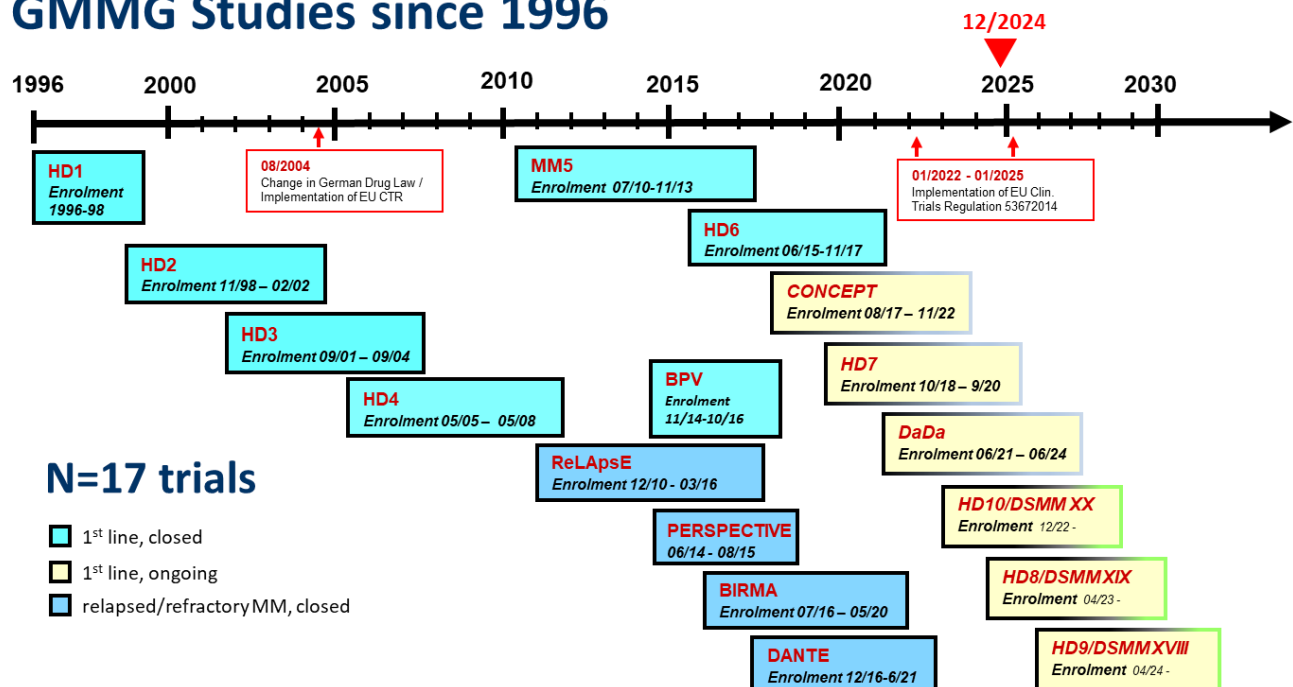 GMMG Studies since 1996
12/2024
1996 2000 2005 2010 2015 2020 2025 2030
HD1
Enrolment
1996-98
08/2004
Change in German Drug Law /
Implementation of EU CTR
MM5
Enrolment 07/10-11/13
01/2022 - 01/2025
Implementation of EU Clin.
Trials Regulation 53672014
HD6
Enrolment 06/15-11/17
HD2
Enrolment 11/98 – 02/02
CONCEPT
Enrolment 08/17 – 11/22
HD3
Enrolment 09/01 – 09/04
HD7
Enrolment 10/18 – 9/20
BPV
Enrolment
11/14-10/16
HD4
Enrolment 05/05 – 05/08
DaDa
Enrolment 06/21 – 06/24
ReLApsE
Enrolment 12/10 - 03/16
HD10/DSMM XX
Enrolment 12/22 -
PERSPECTIVE
06/14 - 08/15
HD8/DSMM XIX
Enrolment 04/23 -
BIRMA
Enrolment 07/16 – 05/20
HD9/DSMM XVIII
Enrolment 04/24 -
DANTE
Enrolment 12/16-6/21
N=17 trials
1st line, closed
1st line, ongoing
relapsed/refractory MM, closed